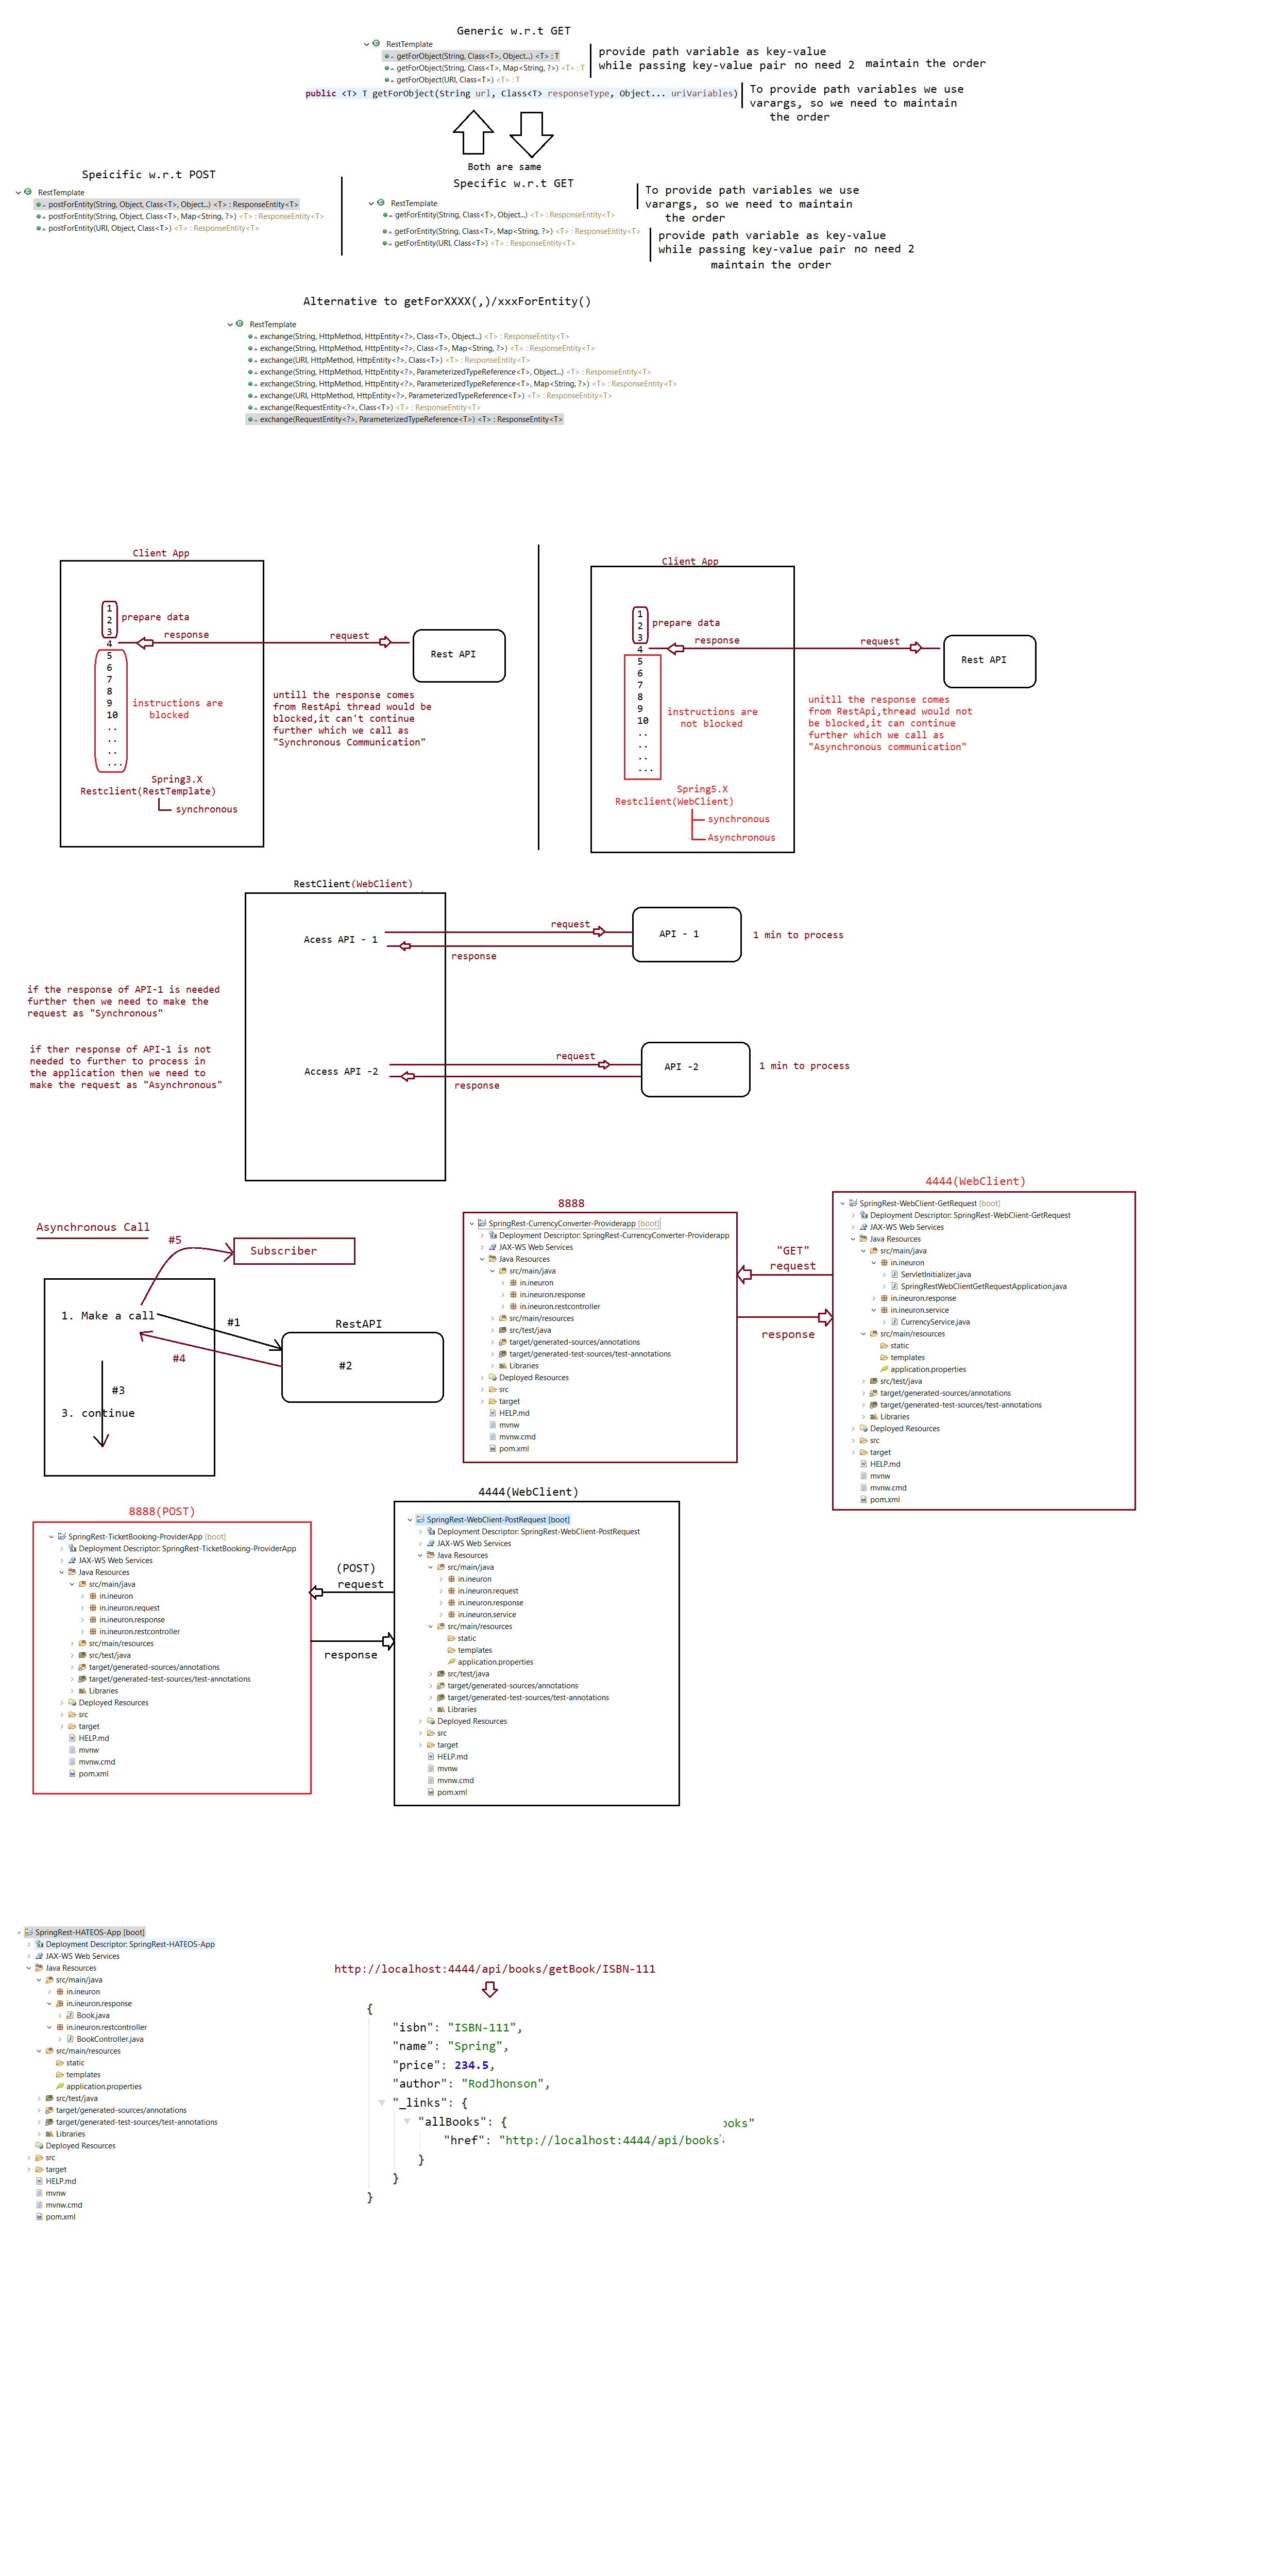 Generic w.r.t GET
RestTemplate
getForObject(String, Class<T>, Object...) <T> : T
getForObject(String, Class<T>, Map<String, ?>) <T> : T
getForObject(URI, Class<T>) <T> : T
provide path variable as key-value
while passing key-value pair no need 2 maintain the order
public <T> T getForObject(String url, Class<T> responseType, Object... uriVariables)
To provide path variables we use
varargs, so we need to maintain
the order
Both are same
Speicific w.r.t POST
RestTemplate
postForEntity(String, Object, Class<T>, Object...) <T> : ResponseEntity<T>
postForEntity(String, Object, Class<T>, Map<String, ?>) <T> : ResponseEntity<T>
postForEntity(URI, Object, Class<T>) <T> : ResponseEntity<T>
Specific w.r.t GET
RestTemplate
getForEntity(String, Class<T>, Object...) <T> : ResponseEntity<T>
getForEntity(String, Class<T>, Map<String, ?>) <T> : ResponseEntity<T>
getForEntity(URI, Class<T>) <T> : ResponseEntity<T>
To provide path variables we use
varargs, so we need to maintain
the order
provide path variable as key-value
while passing key-value pair no need 2
maintain the order
Alternative to getForXXXX(,)/xxxForEntity()
RestTemplate
exchange(String, HttpMethod, HttpEntity<?>, Class<T>, Object...) <T> : ResponseEntity<T>
exchange(String, HttpMethod, HttpEntity<?>, Class<T>, Map<String, ?>) <T> : ResponseEntity<T>
exchange(URI, HttpMethod, HttpEntity<?>, Class<T>) <T> : ResponseEntity<T>
exchange(String, HttpMethod, HttpEntity<?>, ParameterizedTypeReference<T>, Object...) <T> : ResponseEntity<T>
exchange(String, HttpMethod, HttpEntity<?>, ParameterizedTypeReference<T>, Map<String, ?>) <T> : ResponseEntity<T>
exchange(URI, HttpMethod, HttpEntity<?>, ParameterizedTypeReference<T>) <T> : ResponseEntity<T>
exchange(RequestEntity<?>, Class<T>) <T> : ResponseEntity<T>
exchange(RequestEntity<?>, ParameterizedTypeReference<T>) <T> : ResponseEntity<T>
Client App
1
2
3
4
5
6
7
8
9
10
..
..
..
...
prepare data
response
request
Rest API
instructions are
blocked
untill the response comes
from RestApi thread would be
blocked,it can't continue
further which we call as
"Synchronous Communication"
Spring3.X
Restclient(RestTemplate)
synchronous
Client App
1
2
3
4
5
6
7
8
9
10
..
..
..
...
prepare data
response
request
Rest API
instructions are
not blocked
unitll the response comes
from RestApi,thread would not
be blocked,it can continue
further which we call as
"Asynchronous communication"
Spring5.X
Restclient(WebClient)
synchronous
Asynchronous
RestClient(WebClient)
Acess API - 1
request
response
API - 1
1 min to process
if the response of API-1 is needed
further then we need to make the
request as "Synchronous"
if ther response of API-1 is not
needed to further to process in
the application then we need to
make the request as "Asynchronous"
Access API -2
request
response
API -2
1 min to process
Asynchronous Call
#5
Subscriber
1. Make a call
#1
RestAPI
#2
#4
#3
3. continue
8888
SpringRest-CurrencyConverter-Providerapp [boot]
Deployment Descriptor: SpringRest-CurrencyConverter-Providerapp
JAX-WS Web Services
Java Resources
src/main/java
in.ineuron
in.ineuron.response
in.ineuron.restcontroller
src/main/resources
src/test/java
target/generated-sources/annotations
target/generated-test-sources/test-annotations
Libraries
Deployed Resources
src
target
HELP.md
mvnw
mvnw.cmd
pom.xml
"GET"
request
response
4444(WebClient)
SpringRest-WebClient-GetRequest [boot]
Deployment Descriptor: SpringRest-WebClient-GetRequest
JAX-WS Web Services
Java Resources
src/main/java
in.ineuron
ServletInitializer.java
SpringRestWebClientGetRequestApplication.java
in.ineuron.response
in.ineuron.service
CurrencyService.java
src/main/resources
static
templates
application.properties
src/test/java
target/generated-sources/annotations
target/generated-test-sources/test-annotations
Libraries
Deployed Resources
src
target
HELP.md
mvnw
mvnw.cmd
pom.xml
8888(POST)
SpringRest-TicketBooking-ProviderApp [boot]
Deployment Descriptor: SpringRest-TicketBooking-ProviderApp
JAX-WS Web Services
Java Resources
src/main/java
in.ineuron
in.ineuron.request
in.ineuron.response
in.ineuron.restcontroller
src/main/resources
src/test/java
target/generated-sources/annotations
target/generated-test-sources/test-annotations
Libraries
Deployed Resources
src
target
HELP.md
mvnw
mvnw.cmd
pom.xml
(POST)
request
response
4444(WebClient)
SpringRest-WebClient-PostRequest [boot]
Deployment Descriptor: SpringRest-WebClient-PostRequest
JAX-WS Web Services
Java Resources
src/main/java
in.ineuron
in.ineuron.request
in.ineuron.response
in.ineuron.service
src/main/resources
static
templates
application.properties
src/test/java
target/generated-sources/annotations
target/generated-test-sources/test-annotations
Libraries
Deployed Resources
src
target
HELP.md
mvnw
mvnw.cmd
pom.xml
SpringRest-HATEOS-App [boot]
Deployment Descriptor: SpringRest-HATEOS-App
JAX-WS Web Services
Java Resources
src/main/java
in.ineuron
in.ineuron.response
Book.java
in.ineuron.restcontroller
BookController.java
src/main/resources
static
templates
application.properties
src/test/java
target/generated-sources/annotations
target/generated-test-sources/test-annotations
Libraries
Deployed Resources
src
target
HELP.md
mvnw
mvnw.cmd
pom.xml
http://localhost:4444/api/books/getBook/ISBN-111
{
"isbn": "ISBN-111",
"name": "Spring",
"price": 234.5,
"author": "RodJhonson",
"_links": {
"allBooks": {
ooks"
"href": "http://localhost:4444/api/books
}
}
}